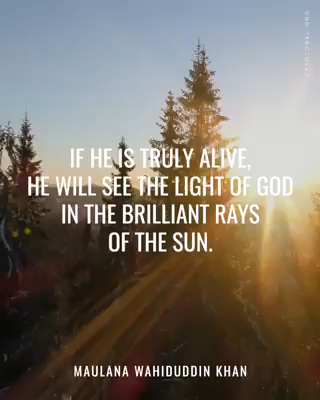 IF HE IS TRULY ALIVE,
HE WILL SEE THE LIGHT OF GOD
IN THE BRILLIANT RAYS
OF THE SUN.
MAULANA WAHIDUDDIN KHAN